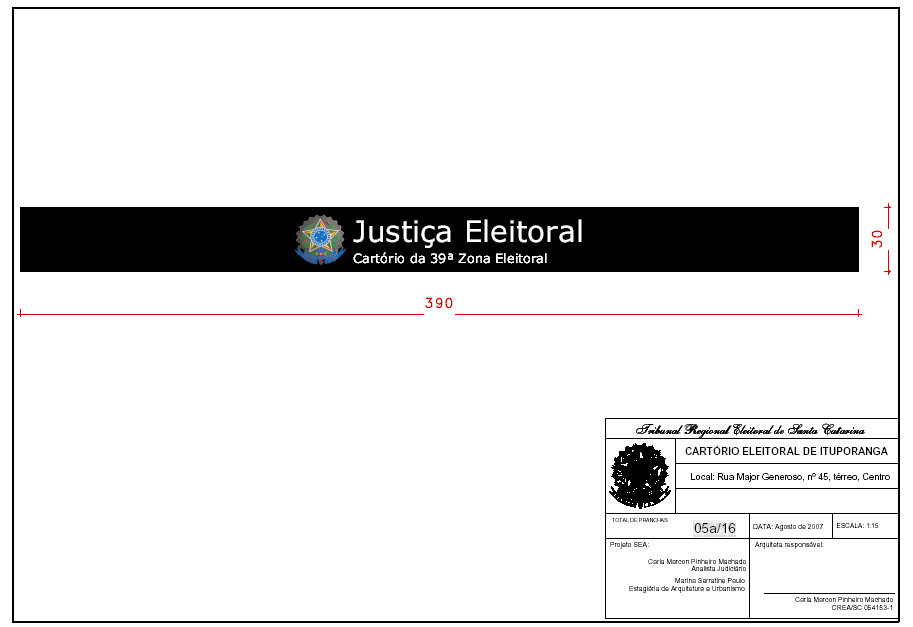 Justiça Eleitoral
Cartório da 39ª Zona Eleitoral
30
390
Tribunal Regional Eleitoral de Santa Catarina
CARTÓRIO ELEITORAL DE ITUPORANGA
Local: Rua Major Generoso, nº 45, térreo, Centro
TOTAL DE PRANCHAS
05a/16
DATA: Agosto de 2007
ESCALA: 1:15
Projeto SEA:
Carla Mercon Pinheiro Machado
Analista Judiciário
Marina Serratine Paulo
Estagiária de Arquitetura e Urbanismo
Arquiteta responsável:
Carla Mercon Pinheiro Machado
CREA/SC 054153-1